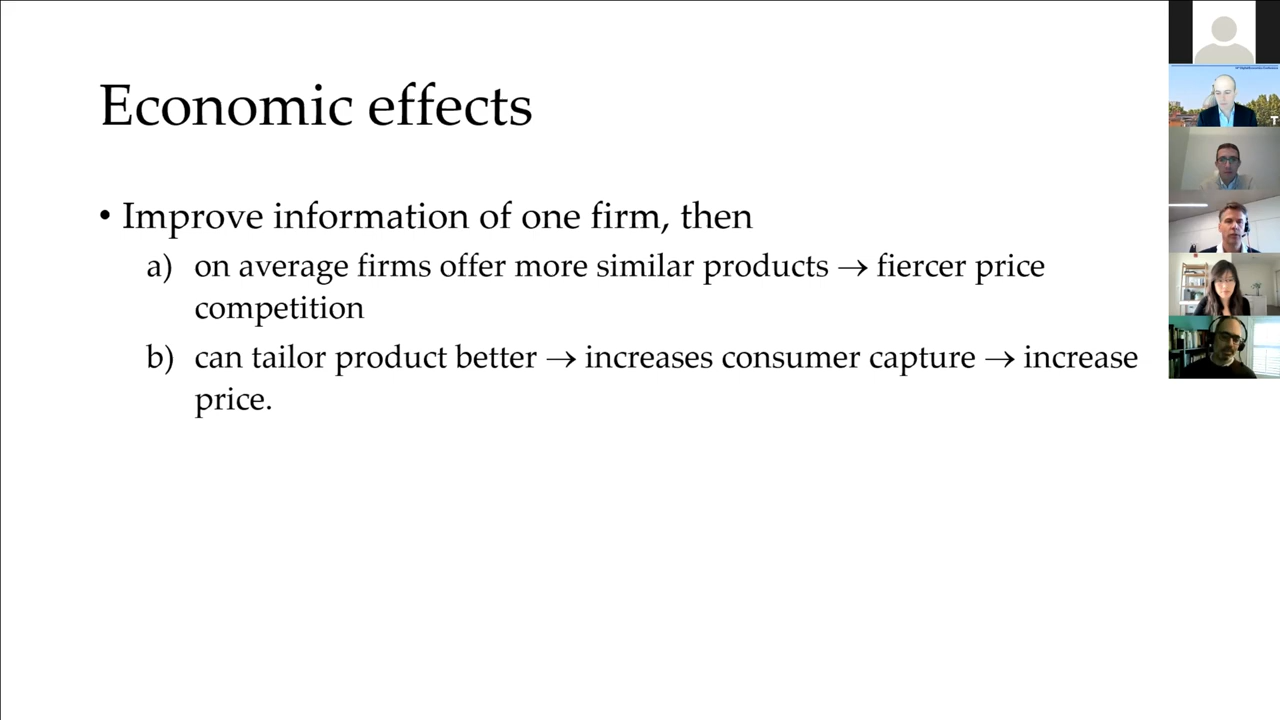 Economic effects
• Improve information of one firm, then
a) on average firms offer more similar products → fiercer price
competition
b) can tailor product better → increases consumer capture → increase
price.